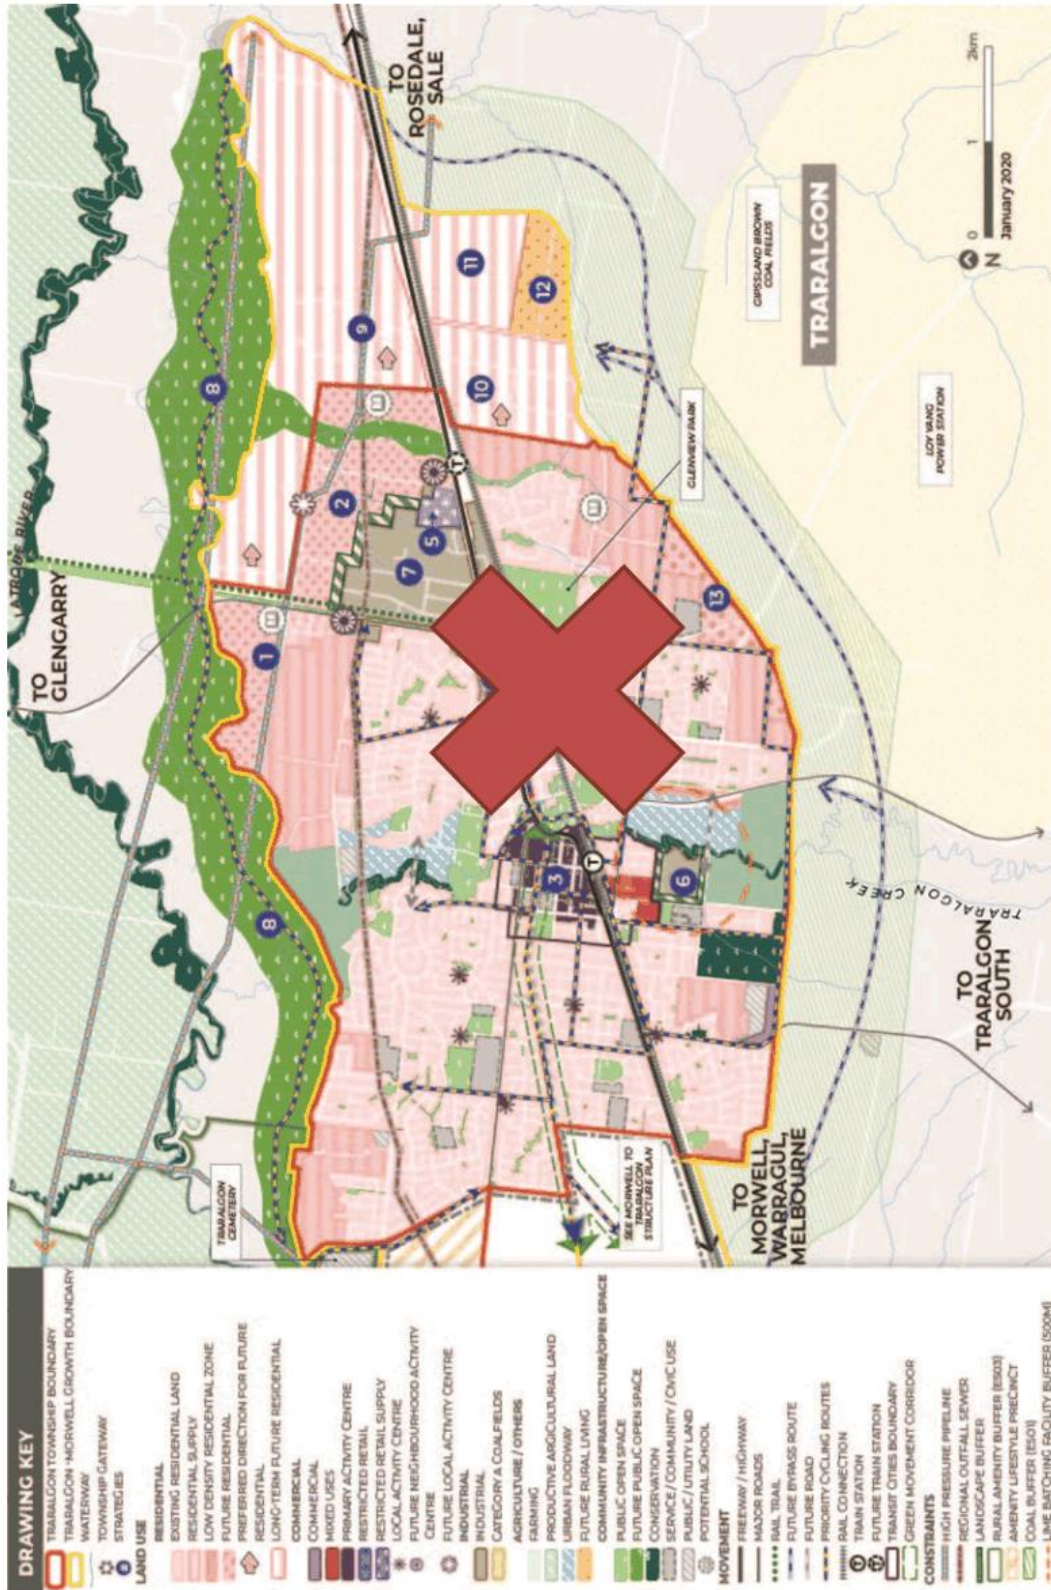 DRAWING KEY
TRARALGON TOWNSHIP BOUNDARY
TRARALGON -MORWELL GROWTH BOUNDARY
WATERWAY
TOWNSHIP GATEWAY
STRATEGIES
LAND USE
RESIDENTIAL
EXISTING RESIDENTIAL LAND
RESIDENTIAL SUPPLY
LOW DENSITY RESIDENTIAL ZONE
FUTURE RESIDENTIAL
PREFERRED DIRECTION FOR FUTURE
RESIDENTIAL
LONG-TERM FUTURE RESIDENTIAL
COMMERCIAL
COMMERCIAL
MIXED USES
PRIMARY ACTIVITY CENTRE
RESTRICTED RETAIL
RESTRICTED RETAIL SUPPLY
LOCAL ACTIVITY CENTRE
FUTURE NEIGHBOURHOOD ACTIVITY
CENTRE
FUTURE LOCAL ACTIVITY CENTRE
INDUSTRIAL
INDUSTRIAL
CATEGORY A COALFIELDS
AGRICULTURE / OTHERS
FARMING
PRODUCTIVE ARGICULTURAL LAND
URBAN FLOODWAY
FUTURE RURAL LIVING
COMMUNITY INFRASTRUCTURE/OPEN SPACE
PUBLIC OPEN SPACE
FUTURE PUBLIC OPEN SPACE
CONSERVATION
SERVICE/COMMUNITY / CIVIC USE
PUBLIC / UTILITY LAND
POTENTIAL SCHOOL
MOVEMENT
FREEWAY / HIGHWAY
MAJOR ROADS
RAIL TRAIL
FUTURE BYPASS ROUTE
FUTURE ROAD
PRIORITY CYCLING ROUTES
RAIL CONNECTION
TRAIN STATION
FUTURE TRAIN STATION
TRANSIT CITIES BOUNDARY
GREEN MOVEMENT CORRIDOR
CONSTRAINTS
HIGH PRESSURE PIPELINE
REGIONAL OUTFALL SEWER
LANDSCAPE BUFFER
RURAL AMENITY BUFFER (ESO3)
AMENITY LIFESTYLE PRECINCT
COAL BUFFER (ESO1)
LIME BATCHING FACILITY BUFFER (500M)
TRARALGON
CEMETERY
SEE MORWELL TO
TRARALGON
STRUCTURE PLAN
TO
MORWELL,
WARRAGUL,
MELBOURNE
TO
GLENGARRY
LATROBE RIVER
TO
ROSEDALE,
SALE
TO
TRARALGON
SOUTH
TRARALGON CREEK
GLENVIEW PARK
GIPSSLAND BROWN
COAL FIELDS
LOY YANG
POWER STATION
TRARALGON
1
2
3
5
6
7
8
8
9
10
11
12
13
T
T
N
0 1 2km
January 2020